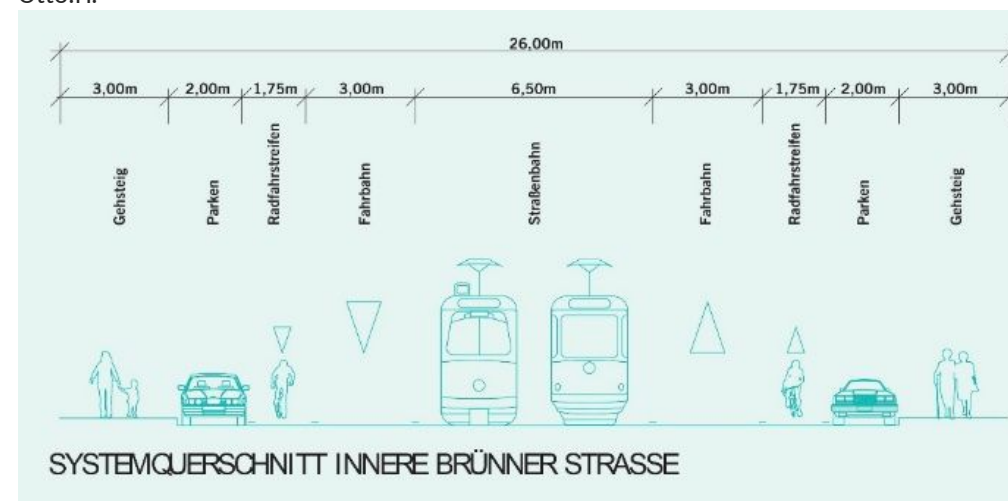 26,00m
3,00m 2,00m 1,75m 3,00m 6,50m 3,00m 1,75m 2,00m 3,00m
Gehsteig
Parken
Radfahrstreifen
Fahrbahn
Straßenbahn
Fahrbahn
Radfahrstreifen
Parken
Gehsteig
SYSTEMQUERSCHNITT INNERE BRÜNNER STRASSE